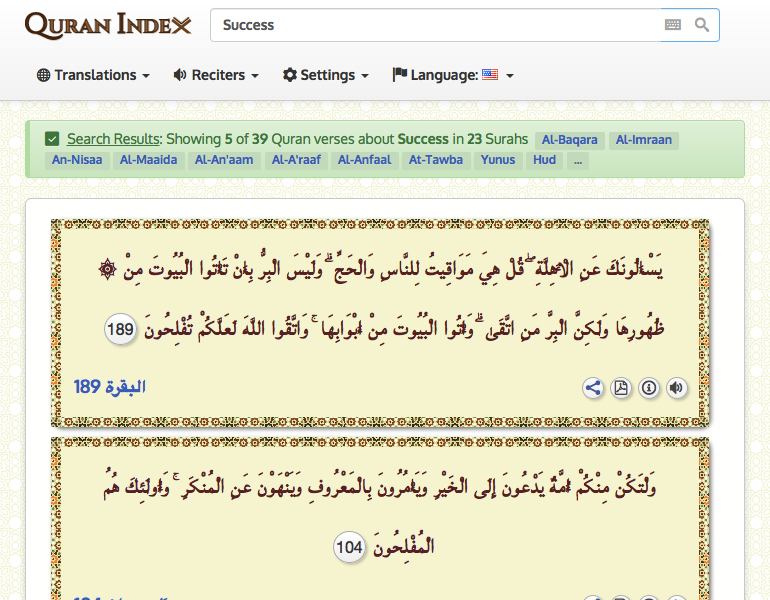 QURAN INDEX
Success
Translations
Reciters
Settings
Language:
Search Results: Showing 5 of 39 Quran verses about Success in 23 Surahs Al-Baqara Al-Imraan
An-Nisaa Al-Maaida Al-An'aam Al-A'raaf Al-Anfaal At-Tawba Yunus Hud ...
۞ يَسْأَلُونَكَ عَنِ الْأَهِلَّةِ ۖ قُلْ هِيَ مَوَاقِيتُ لِلنَّاسِ وَالْحَجِّ ۗ وَلَيْسَ الْبِرُّ بِأَنْ تَأْتُوا الْبُيُوتَ مِنْ
ظُهُورِهَا وَلَٰكِنَّ الْبِرَّ مَنِ اتَّقَىٰ ۗ وَأْتُوا الْبُيُوتَ مِنْ أَبْوَابِهَا ۚ وَاتَّقُوا اللَّهَ لَعَلَّكُمْ تُفْلِحُونَ 189
البقرة 189
وَلْتَكُنْ مِنْكُمْ أُمَّةٌ يَدْعُونَ إِلَى الْخَيْرِ وَيَأْمُرُونَ بِالْمَعْرُوفِ وَيَنْهَوْنَ عَنِ الْمُنْكَرِ ۚ وَأُولَٰئِكَ هُمُ
الْمُفْلِحُونَ 104